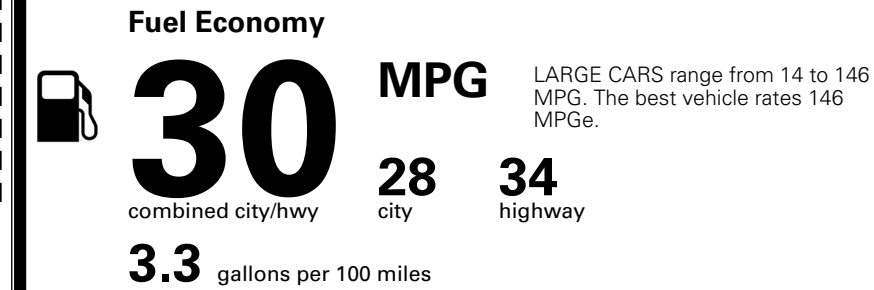 Fuel Economy
30
MPG
LARGE CARS range from 14 to 146
MPG. The best vehicle rates 146
MPGe.
28
34
combined city/hwy
city
highway
3.3 gallons per 100 miles